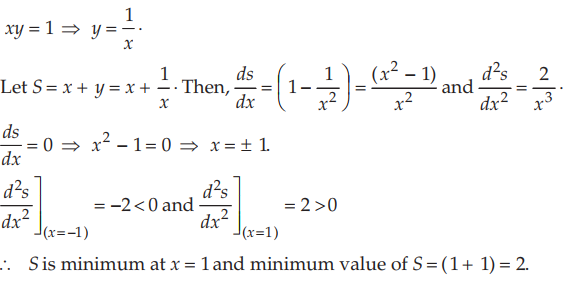 xy = 1 ⇒ y = 1/x ·
Let S = x + y = x + 1/x · Then, ds/dx = (1 − 1/x²) = (x² − 1)/x² and d²s/dx² = 2/x³ ·
ds/dx = 0 ⇒ x² − 1 = 0 ⇒ x = ± 1.
d²s/dx²](x=−1) = −2 < 0 and d²s/dx²](x=1) = 2 > 0
∴ S is minimum at x = 1 and minimum value of S = (1 + 1) = 2.